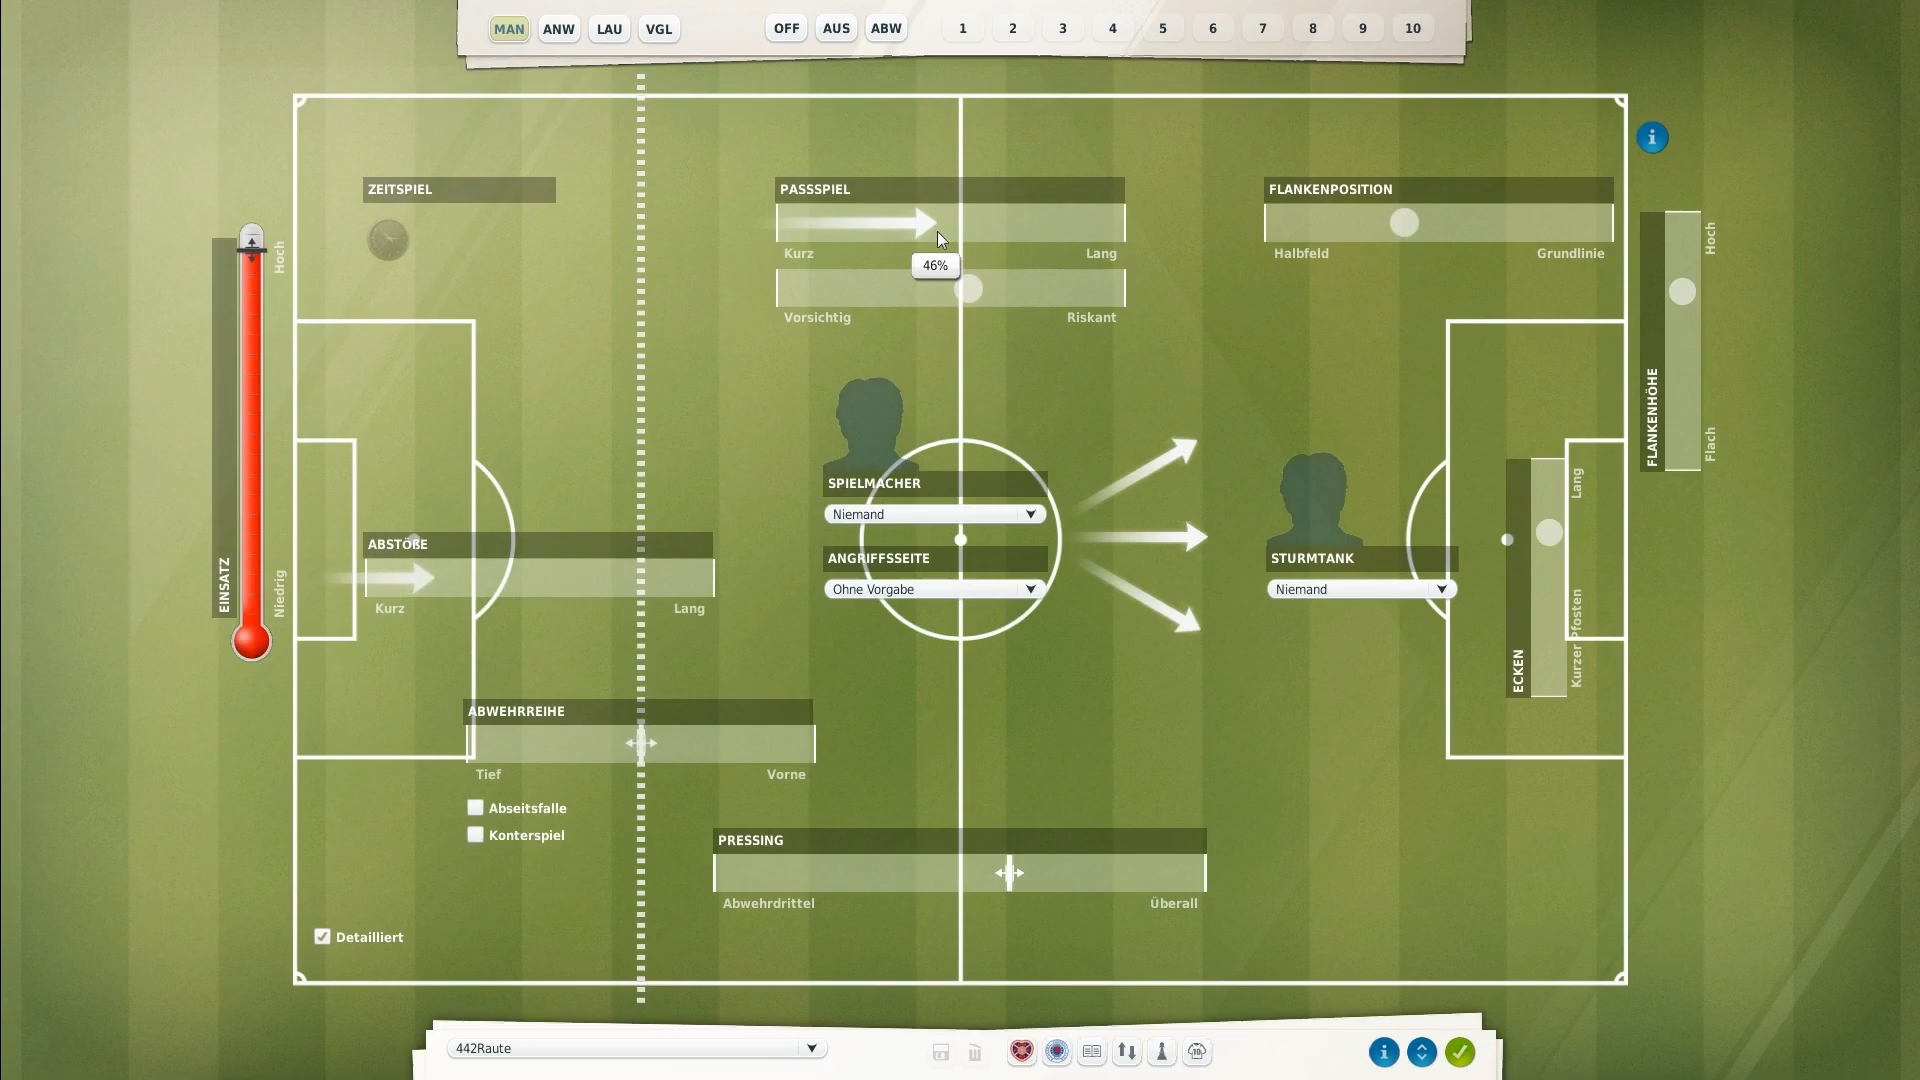 MAN ANW LAU VGL OFF AUS ABW 1 2 3 4 5 6 7 8 9 10
ZEITSPIEL
PASSSPIEL
Kurz Lang
46%
Vorsichtig Riskant
FLANKENPOSITION
Halbfeld Grundlinie
EINSATZ
Hoch
Niedrig
FLANKENHÖHE
Hoch
Flach
SPIELMACHER
Niemand
ANGRIFFSSEITE
Ohne Vorgabe
STURMTANK
Niemand
ECKEN
Lang
Kurzer Pfosten
ABSTÖßE
Kurz Lang
ABWEHRREIHE
Tief Vorne
Abseitsfalle
Konterspiel
PRESSING
Abwehrdrittel Überall
Detailliert
442Raute
10